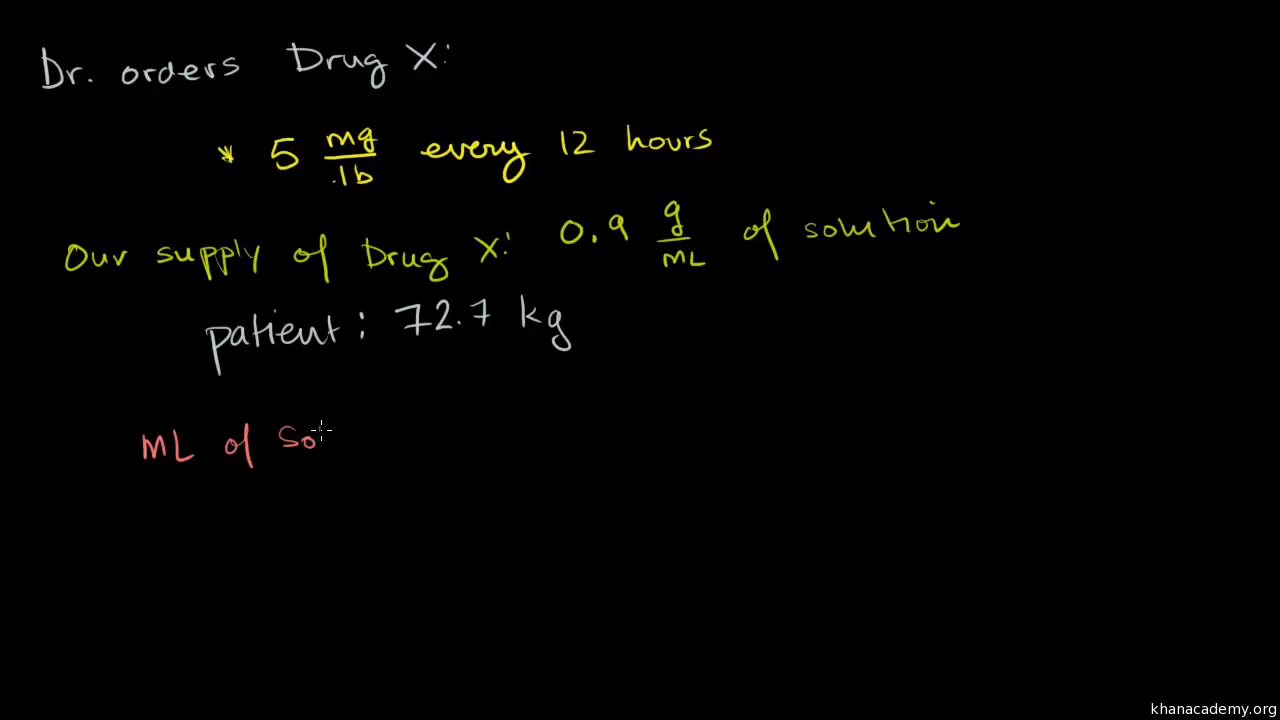 Dr. orders Drug X:
* 5 mg/lb every 12 hours
Our supply of Drug X: 0.9 g/mL of solution
patient: 72.7 kg
mL of so
khanacademy.org